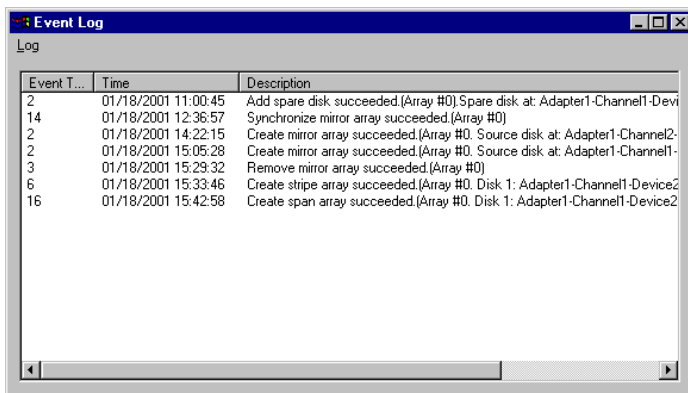 Event Log
Log
Event T... Time Description
2 01/18/2001 11:00:45 Add spare disk succeeded.(Array #0).Spare disk at: Adapter1-Channel1-Devi
14 01/18/2001 12:36:57 Synchronize mirror array succeeded.(Array #0)
2 01/18/2001 14:22:15 Create mirror array succeeded.(Array #0. Source disk at: Adapter1-Channel2-
2 01/18/2001 15:05:28 Create mirror array succeeded.(Array #0. Source disk at: Adapter1-Channel1-
3 01/18/2001 15:29:32 Remove mirror array succeeded.(Array #0)
6 01/18/2001 15:33:46 Create stripe array succeeded.(Array #0. Disk 1: Adapter1-Channel1-Device2
16 01/18/2001 15:42:58 Create span array succeeded.(Array #0. Disk 1: Adapter1-Channel1-Device2